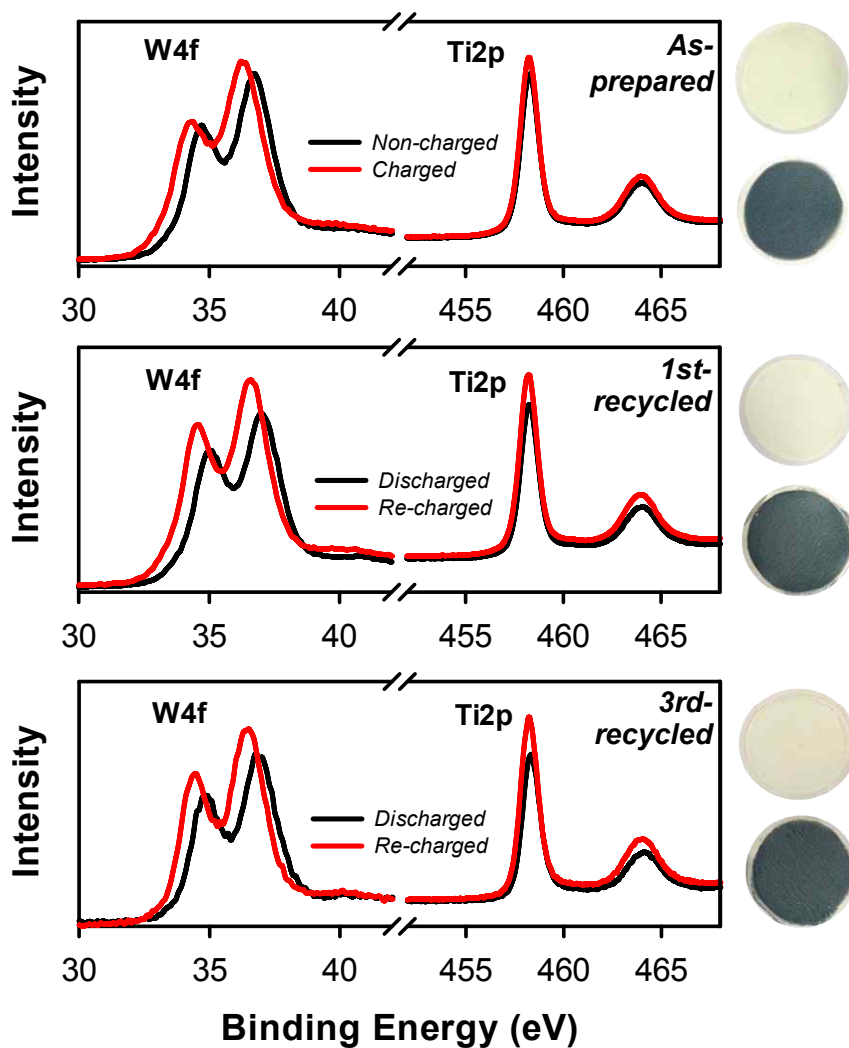 W4f
Ti2p
As-
prepared
Intensity
Non-charged
Charged
30
35
40
455
460
465
W4f
Ti2p
1st-
recycled
Intensity
Discharged
Re-charged
30
35
40
455
460
465
W4f
Ti2p
3rd-
recycled
Intensity
Discharged
Re-charged
30
35
40
455
460
465
Binding Energy (eV)